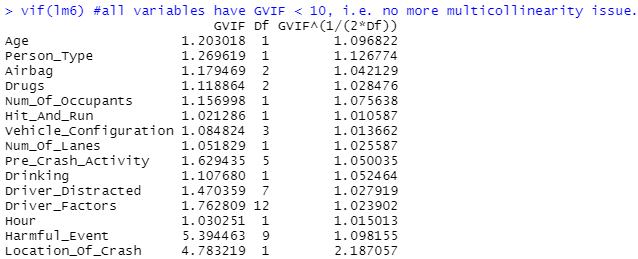 > vif(lm6) #all variables have GVIF < 10, i.e. no more multicollinearity issue.
GVIF Df GVIF^(1/(2*Df))
Age 1.203018 1 1.096822
Person_Type 1.269619 1 1.126774
Airbag 1.179469 2 1.042129
Drugs 1.118864 2 1.028476
Num_Of_Occupants 1.156998 1 1.075638
Hit_And_Run 1.021286 1 1.010587
Vehicle_Configuration 1.084824 3 1.013662
Num_Of_Lanes 1.051829 1 1.025587
Pre_Crash_Activity 1.629435 5 1.050035
Drinking 1.107680 1 1.052464
Driver_Distracted 1.470359 7 1.027919
Driver_Factors 1.762809 12 1.023902
Hour 1.030251 1 1.015013
Harmful_Event 5.394463 9 1.098155
Location_Of_Crash 4.783219 1 2.187057